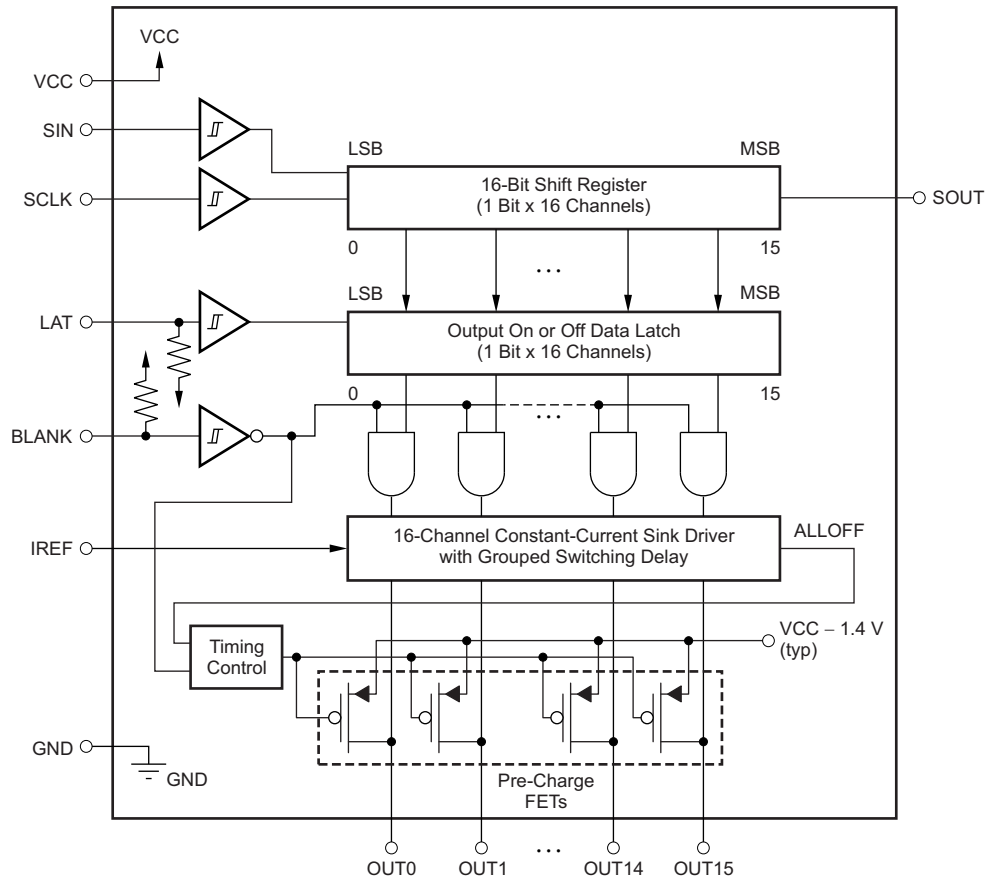 VCC
VCC
SIN
LSB
MSB
16-Bit Shift Register
(1 Bit x 16 Channels)
SCLK
SOUT
0
15
...
LSB
MSB
LAT
Output On or Off Data Latch
(1 Bit x 16 Channels)
0
15
...
BLANK
16-Channel Constant-Current Sink Driver
with Grouped Switching Delay
ALLOFF
IREF
VCC – 1.4 V
(typ)
Timing
Control
GND
GND
Pre-Charge
FETs
OUT0
OUT1
...
OUT14
OUT15